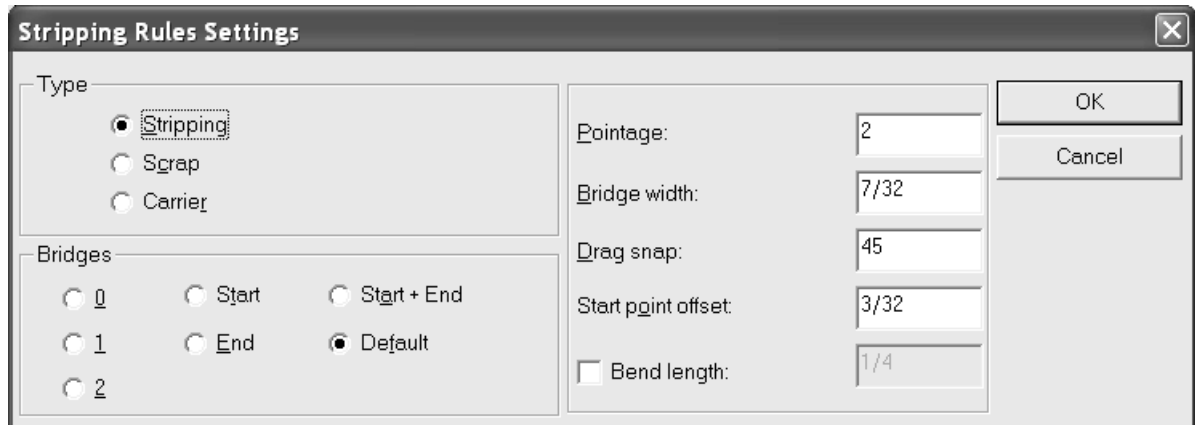 Stripping Rules Settings
Type
Stripping
Scrap
Carrier
Bridges
0 Start Start + End
1 End Default
2
Pointage: 2
Bridge width: 7/32
Drag snap: 45
Start point offset: 3/32
Bend length: 1/4
OK
Cancel